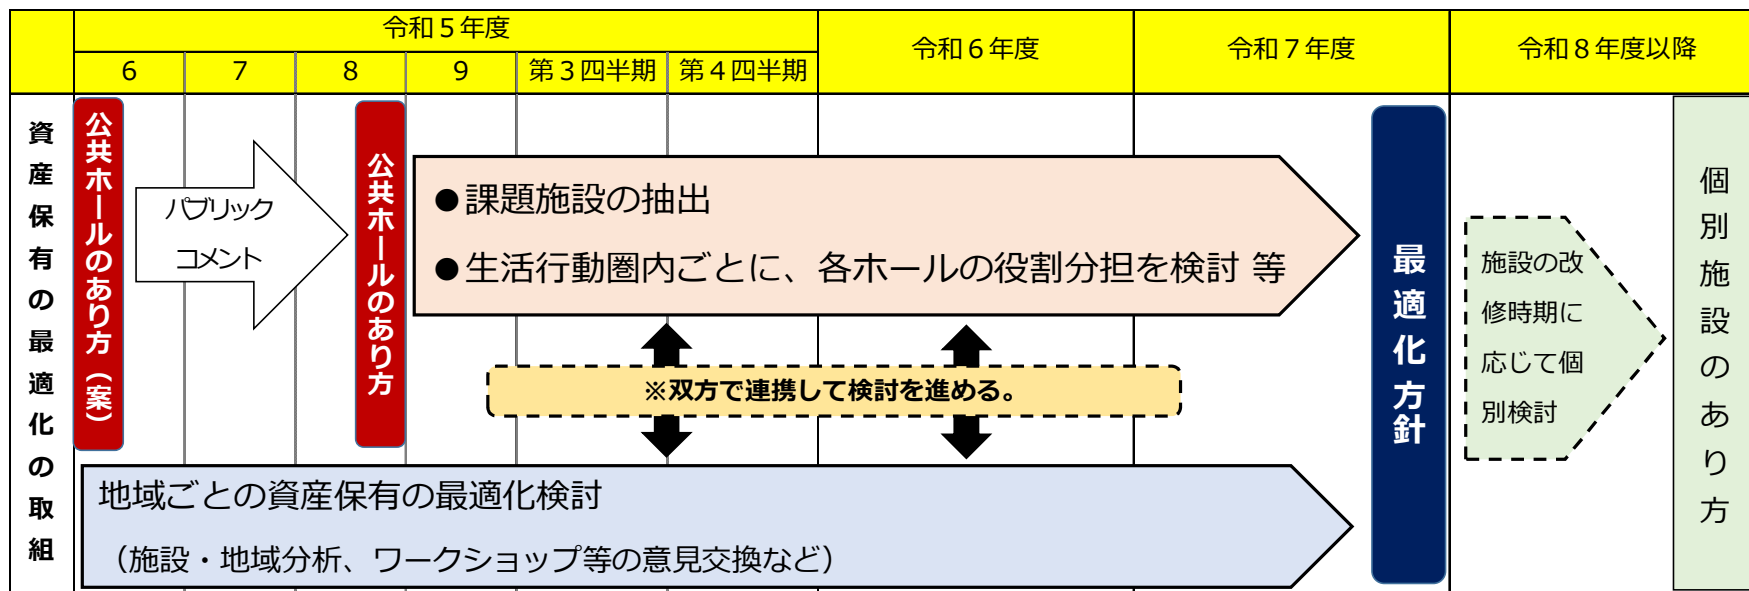 令和５年度
令和６年度
令和７年度
令和８年度以降
6
7
8
9
第３四半期
第４四半期
資産保有の最適化の取組
公共ホールのあり方（案）
パブリック
コメント
公共ホールのあり方
●課題施設の抽出
●生活行動圏内ごとに、各ホールの役割分担を検討 等
※双方で連携して検討を進める。
地域ごとの資産保有の最適化検討
（施設・地域分析、ワークショップ等の意見交換など）
最適化方針
施設の改
修時期に
応じて個
別検討
個別施設のあり方